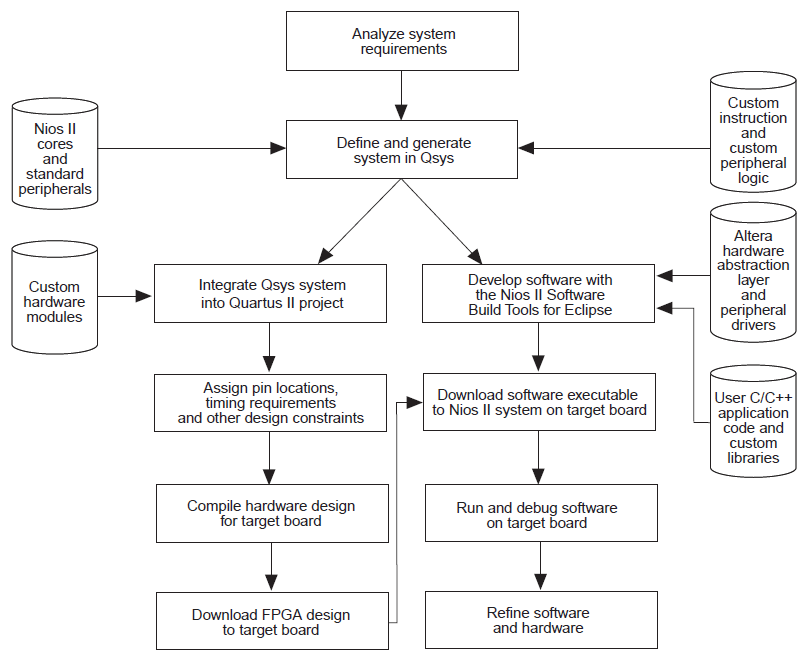 Analyze system
requirements
Nios II
cores
and
standard
peripherals
Define and generate
system in Qsys
Custom
instruction
and
custom
peripheral
logic
Custom
hardware
modules
Integrate Qsys system
into Quartus II project
Develop software with
the Nios II Software
Build Tools for Eclipse
Altera
hardware
abstraction
layer
and
peripheral
drivers
Assign pin locations,
timing requirements
and other design constraints
Download software executable
to Nios II system on target board
User C/C++
application
code and
custom
libraries
Compile hardware design
for target board
Run and debug software
on target board
Download FPGA design
to target board
Refine software
and hardware